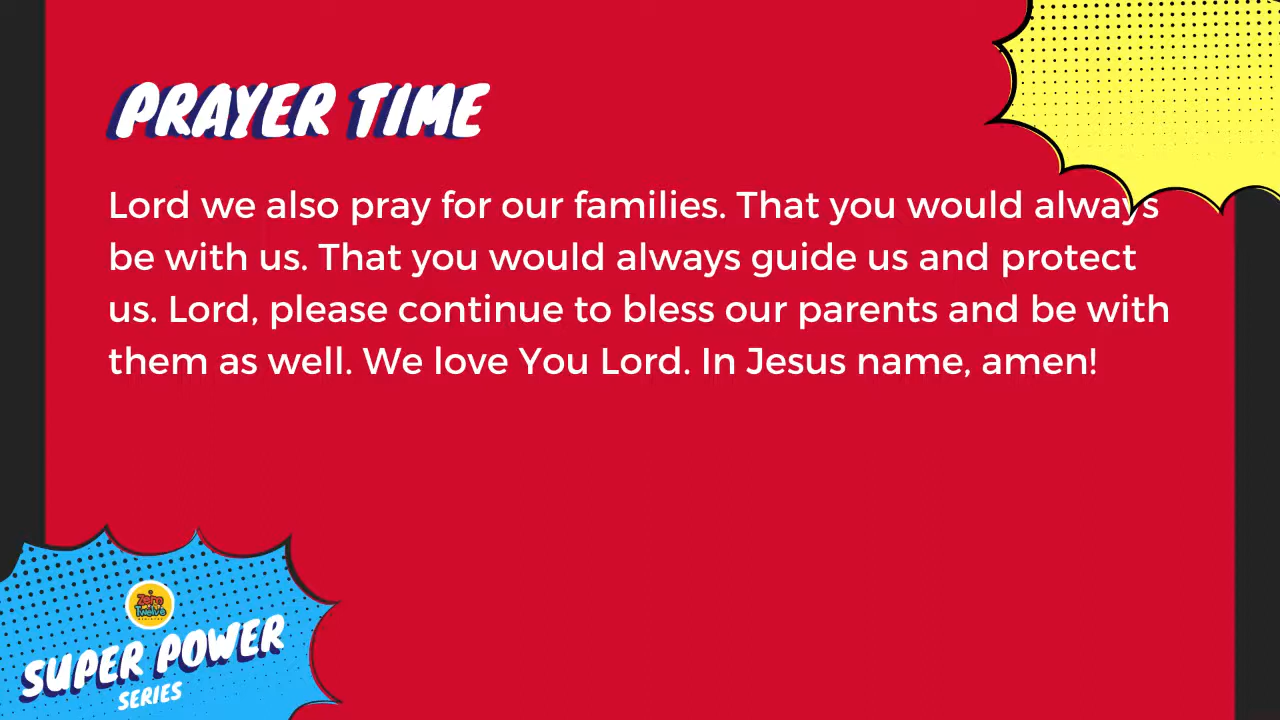 PRAYER TIME
Lord we also pray for our families. That you would always
be with us. That you would always guide us and protect
us. Lord, please continue to bless our parents and be with
them as well. We love You Lord. In Jesus name, amen!
Zero
Twelve
SUPER POWER
SERIES